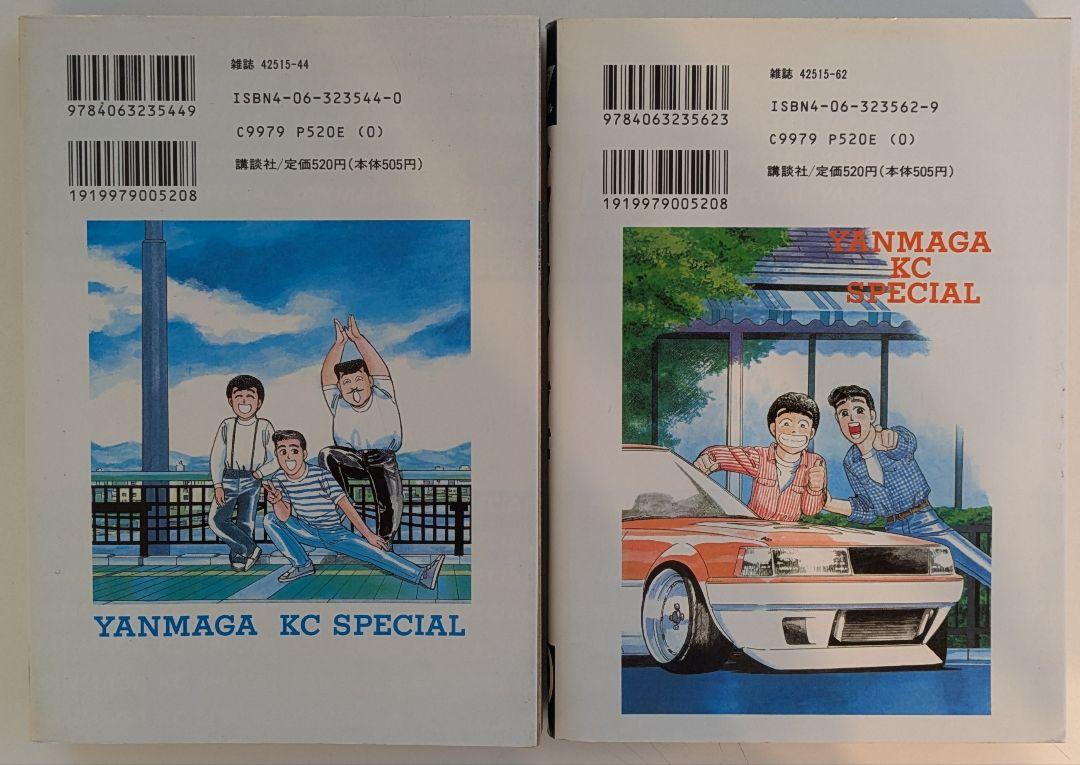 雑誌 42515-44
9784063235449
ISBN4-06-323544-0
C9979 P520E (0)
1919979005208
講談社/定価520円(本体505円)
YANMAGA KC SPECIAL
雑誌 42515-62
9784063235623
ISBN4-06-323562-9
C9979 P520E (0)
1919979005208
講談社/定価520円(本体505円)
YANMAGA
KC
SPECIAL